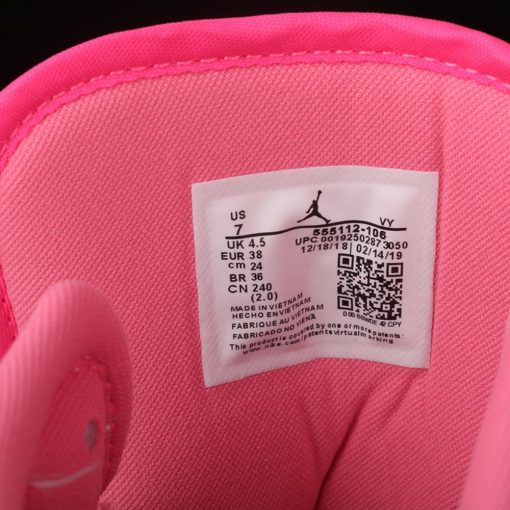 US
7
VY
555112-106
UPC 00192502873050
12/18/18 02/14/19
UK 4.5
EUR 38
cm 24
BR 36
CN 240
(2.0)
MADE IN VIETNAM
HECHO EN VIETNAM
FABRIQUE AU VIETNAM
FABRICADO NO VIENÃ
This product is covered by one or more patents:
www.nike.com/patentsvirtualmarking